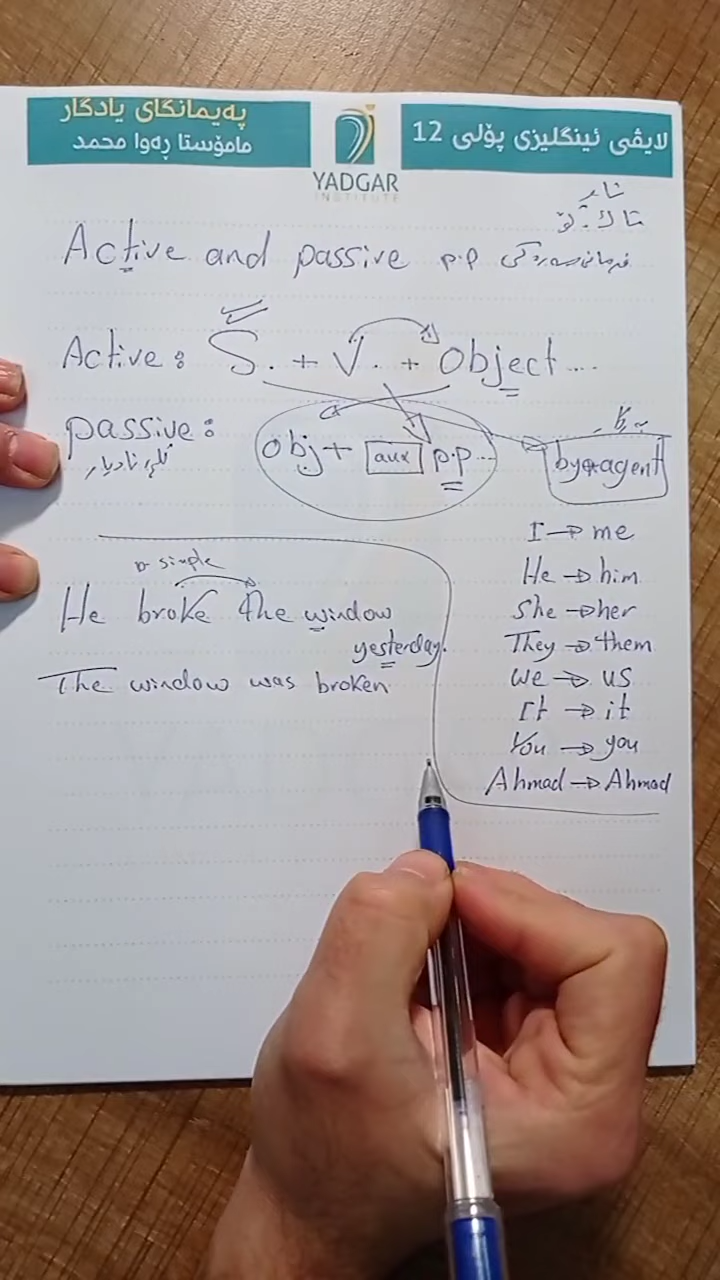 پەیمانگای یادگار
مامۆستا ڕەوا محمد
YADGAR
INSTITUTE
لایڤی ئینگلیزی پۆلی 12
Active and passive p.p
Active: S. + V. + Object...
passive: obj + aux p.p... by+agent
I → me
He → him
She → her
They → them
we → us
It → it
You → you
Ahmad → Ahmad
p. simple
He broke the window
yesterday.
The window was broken